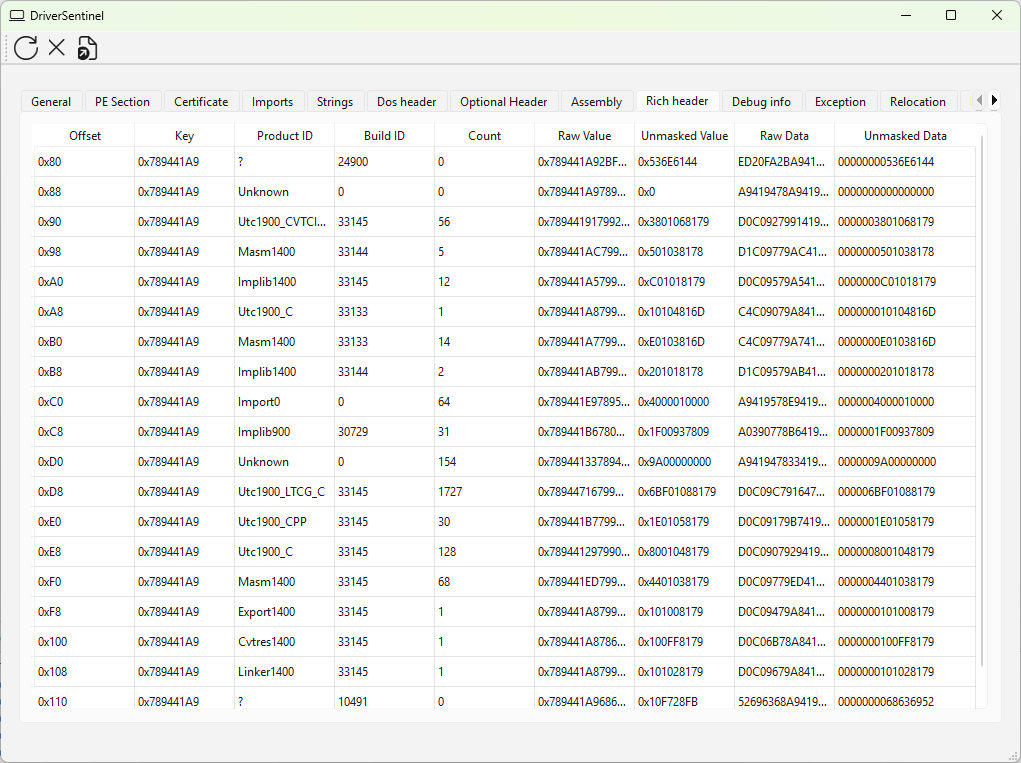 DriverSentinel
General PE Section Certificate Imports Strings Dos header Optional Header Assembly Rich header Debug info Exception Relocation
Offset Key Product ID Build ID Count Raw Value Unmasked Value Raw Data Unmasked Data
0x80 0x789441A9 ? 24900 0 0x789441A92BF... 0x536E6144 ED20FA2BA941... 00000000536E6144
0x88 0x789441A9 Unknown 0 0 0x789441A9789... 0x0 A9419478A9419... 0000000000000000
0x90 0x789441A9 Utc1900_CVTCI... 33145 56 0x789441917992... 0x3801068179 D0C0927991419... 0000003801068179
0x98 0x789441A9 Masm1400 33144 5 0x789441AC799... 0x501038178 D1C09779AC41... 0000000501038178
0xA0 0x789441A9 Implib1400 33145 12 0x789441A5799... 0xC01018179 D0C09579A541... 0000000C01018179
0xA8 0x789441A9 Utc1900_C 33133 1 0x789441A8799... 0x10104816D C4C09079A841... 000000010104816D
0xB0 0x789441A9 Masm1400 33133 14 0x789441A7799... 0xE0103816D C4C09779A741... 0000000E0103816D
0xB8 0x789441A9 Implib1400 33144 2 0x789441AB799... 0x201018178 D1C09579AB41... 0000000201018178
0xC0 0x789441A9 Import0 0 64 0x789441E97895... 0x4000010000 A9419578E9419... 0000004000010000
0xC8 0x789441A9 Implib900 30729 31 0x789441B6780... 0x1F00937809 A0390778B6419... 0000001F00937809
0xD0 0x789441A9 Unknown 0 154 0x789441337894... 0x9A00000000 A941947833419... 0000009A00000000
0xD8 0x789441A9 Utc1900_LTCG_C 33145 1727 0x78944716799... 0x6BF01088179 D0C09C791647... 000006BF01088179
0xE0 0x789441A9 Utc1900_CPP 33145 30 0x789441B7799... 0x1E01058179 D0C09179B7419... 0000001E01058179
0xE8 0x789441A9 Utc1900_C 33145 128 0x789441297990... 0x8001048179 D0C0907929419... 0000008001048179
0xF0 0x789441A9 Masm1400 33145 68 0x789441ED799... 0x4401038179 D0C09779ED41... 0000004401038179
0xF8 0x789441A9 Export1400 33145 1 0x789441A8799... 0x101008179 D0C09479A841... 0000000101008179
0x100 0x789441A9 Cvtres1400 33145 1 0x789441A8786... 0x100FF8179 D0C06B78A841... 0000000100FF8179
0x108 0x789441A9 Linker1400 33145 1 0x789441A8799... 0x101028179 D0C09679A841... 0000000101028179
0x110 0x789441A9 ? 10491 0 0x789441A9686... 0x10F728FB 52696368A9419... 0000000068636952